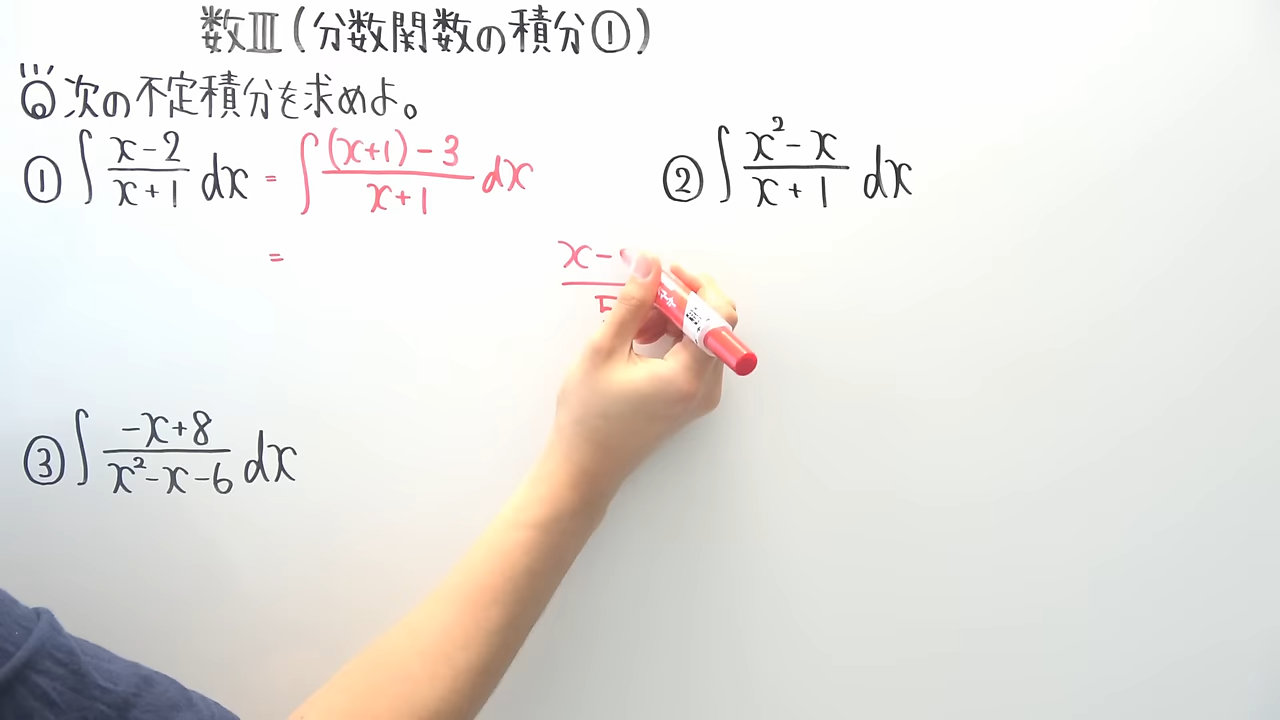 数Ⅲ(分数関数の積分①)
Q 次の不定積分を求めよ。
① ∫ (x-2)/(x+1) dx = ∫ ((x+1)-3)/(x+1) dx
=
x-
5
② ∫ (x²-x)/(x+1) dx
③ ∫ (-x+8)/(x²-x-6) dx